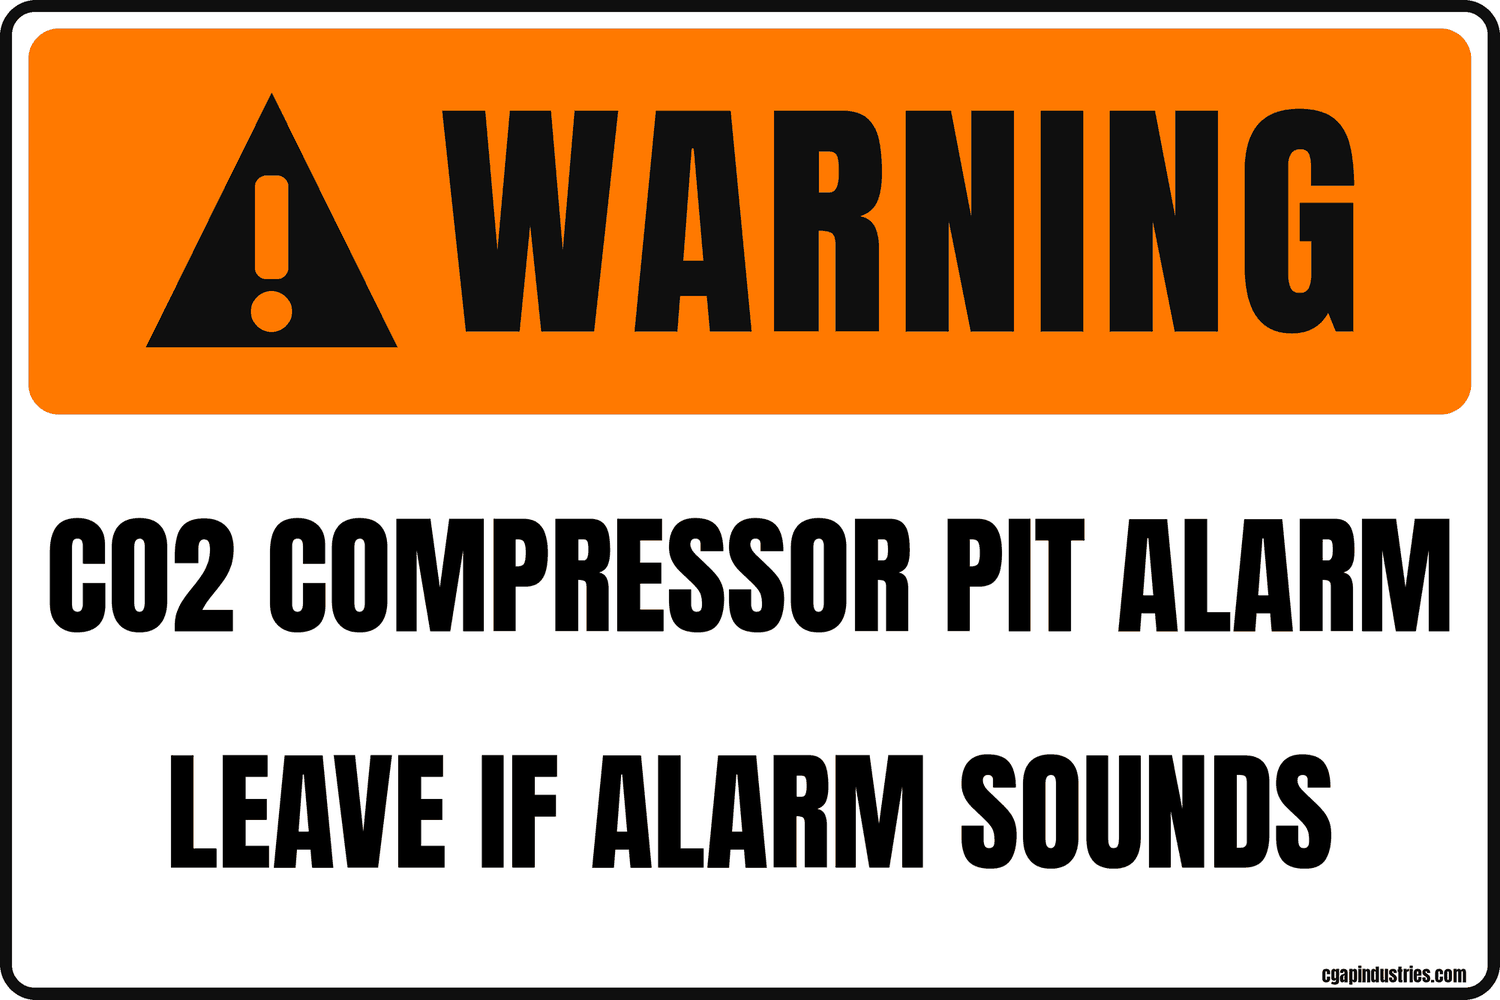 WARNING
CO2 COMPRESSOR PIT ALARM
LEAVE IF ALARM SOUNDS
cgapindustries.com